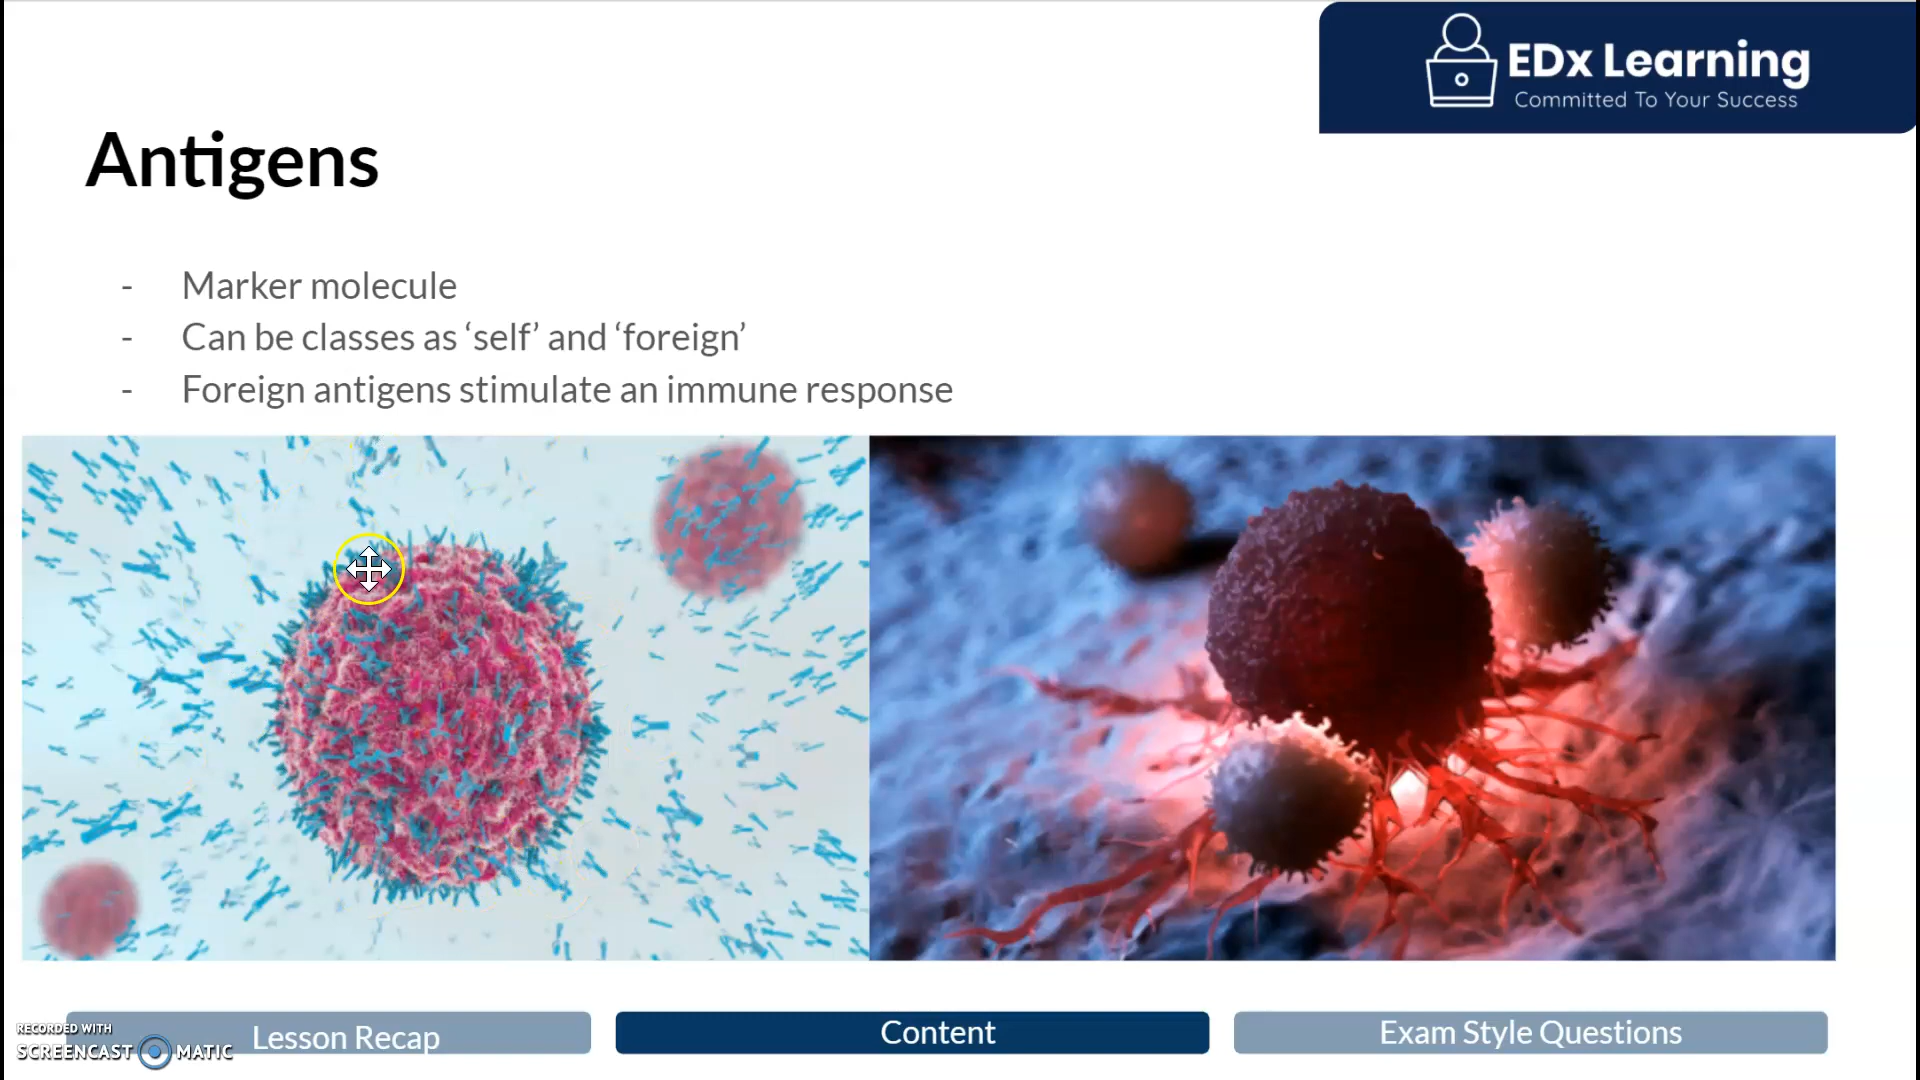 EDx Learning
Committed To Your Success
Antigens
- Marker molecule
- Can be classes as ‘self’ and ‘foreign’
- Foreign antigens stimulate an immune response
Lesson Recap
Content
Exam Style Questions
RECORDED WITH
SCREENCAST MATIC